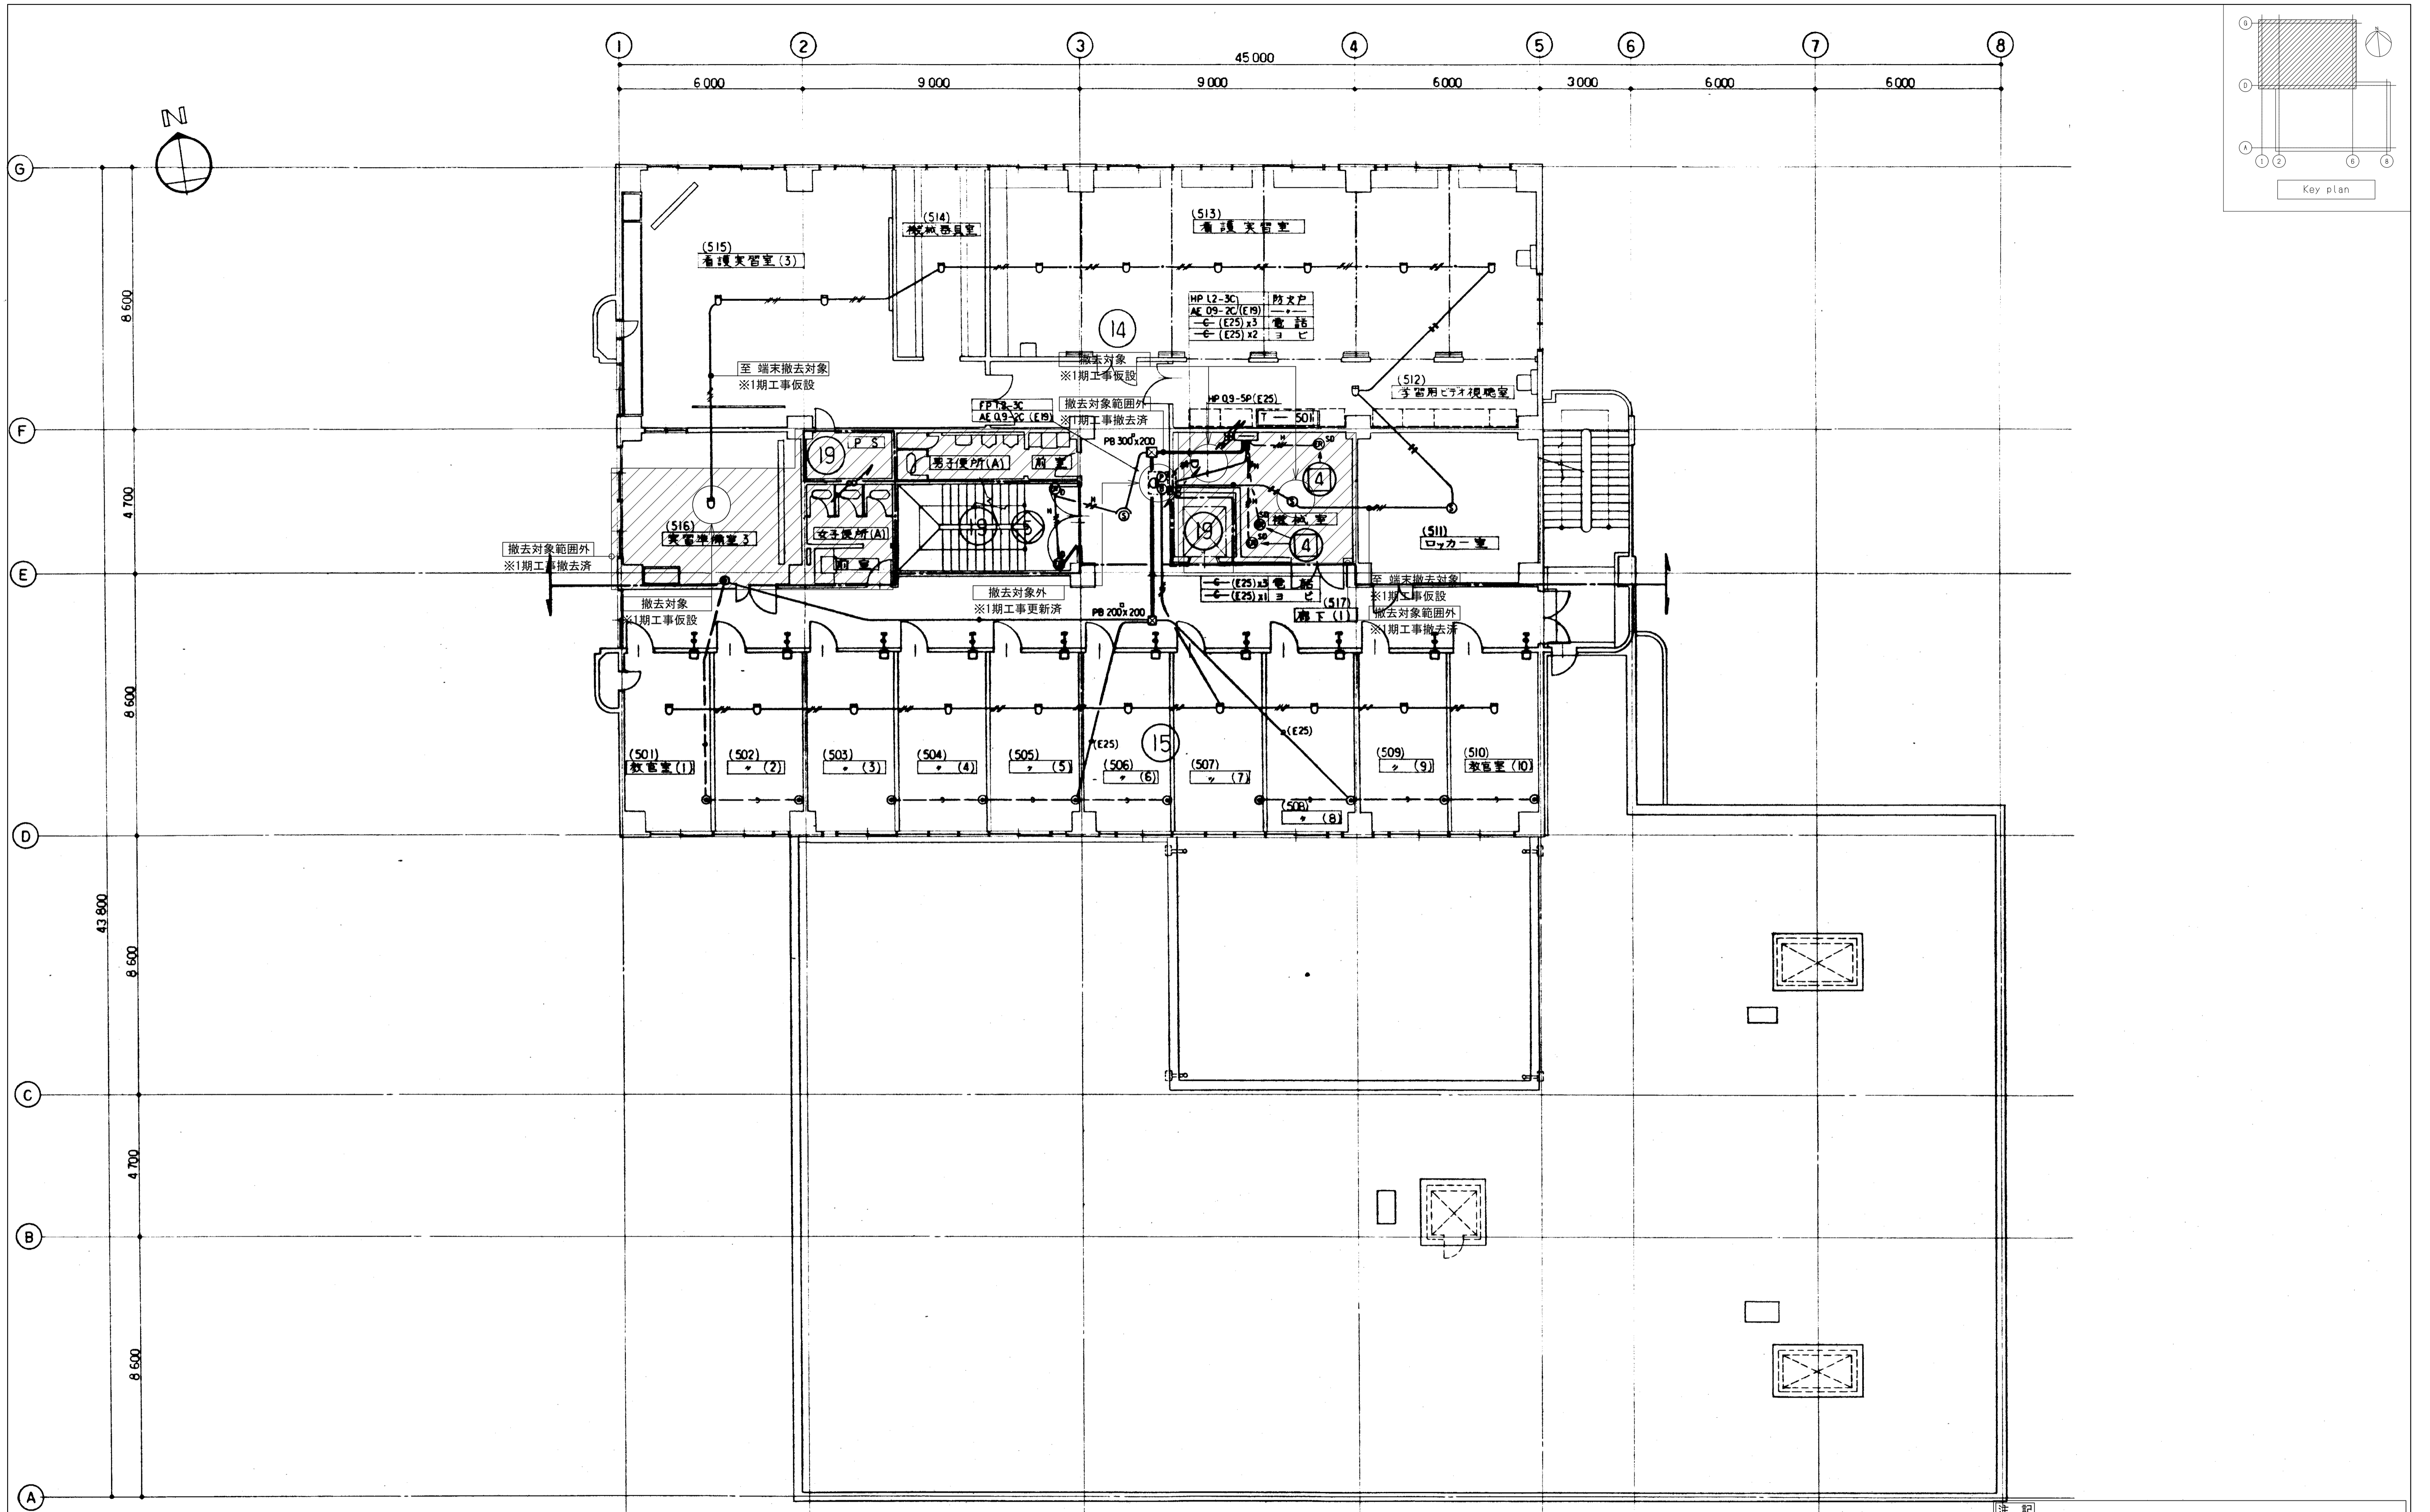 1 2 3 4 5 6 7 8
45 000
6 000 9 000 9 000 6 000 3 000 6 000 6 000
N
G
F
E
D
C
B
A
8 600
4 700
8 600
43 800
8 600
4 700
8 600
G
D
A
N
1 2 6 8
Key plan
(515)
看護実習室(3)
(514)
機械器具室
(513)
看護実習室
HP 1.2-3C 防火戸
AE 0.9-2C (E19)
C (E25)x3 電話
C (E25)x2 ヨビ
14
撤去対象
※1期工事仮設
至 端末撤去対象
※1期工事仮設
(512)
学習用ビデオ視聴室
FP 1.8-3C
AE 0.9-2C (E19)
撤去対象範囲外
※1期工事撤去済
HP 0.9-5P(E25)
T — 501
PB 300x200
PS
19
男子便所(A)
前室
SD
4
(516)
実習準備室3
女子便所(A)
前室
19
5
19
SD
機械室
SD
4
(511)
ロッカー室
撤去対象範囲外
※1期工事撤去済
撤去対象
※1期工事仮設
撤去対象外
※1期工事更新済
PB 200x200
C (E25)x3 電話
C (E25)x1 ヨビ
(517)
廊下(1)
至 端末撤去対象
※1期工事仮設
撤去対象範囲外
※1期工事撤去済
(E25)
15
(E25)
(501)
教官室(1)
(502)
〃 (2)
(503)
〃 (3)
(504)
〃 (4)
(505)
〃 (5)
(506)
〃 (6)
(507)
〃 (7)
(508)
〃 (8)
(509)
〃 (9)
(510)
教官室(10)
注 記